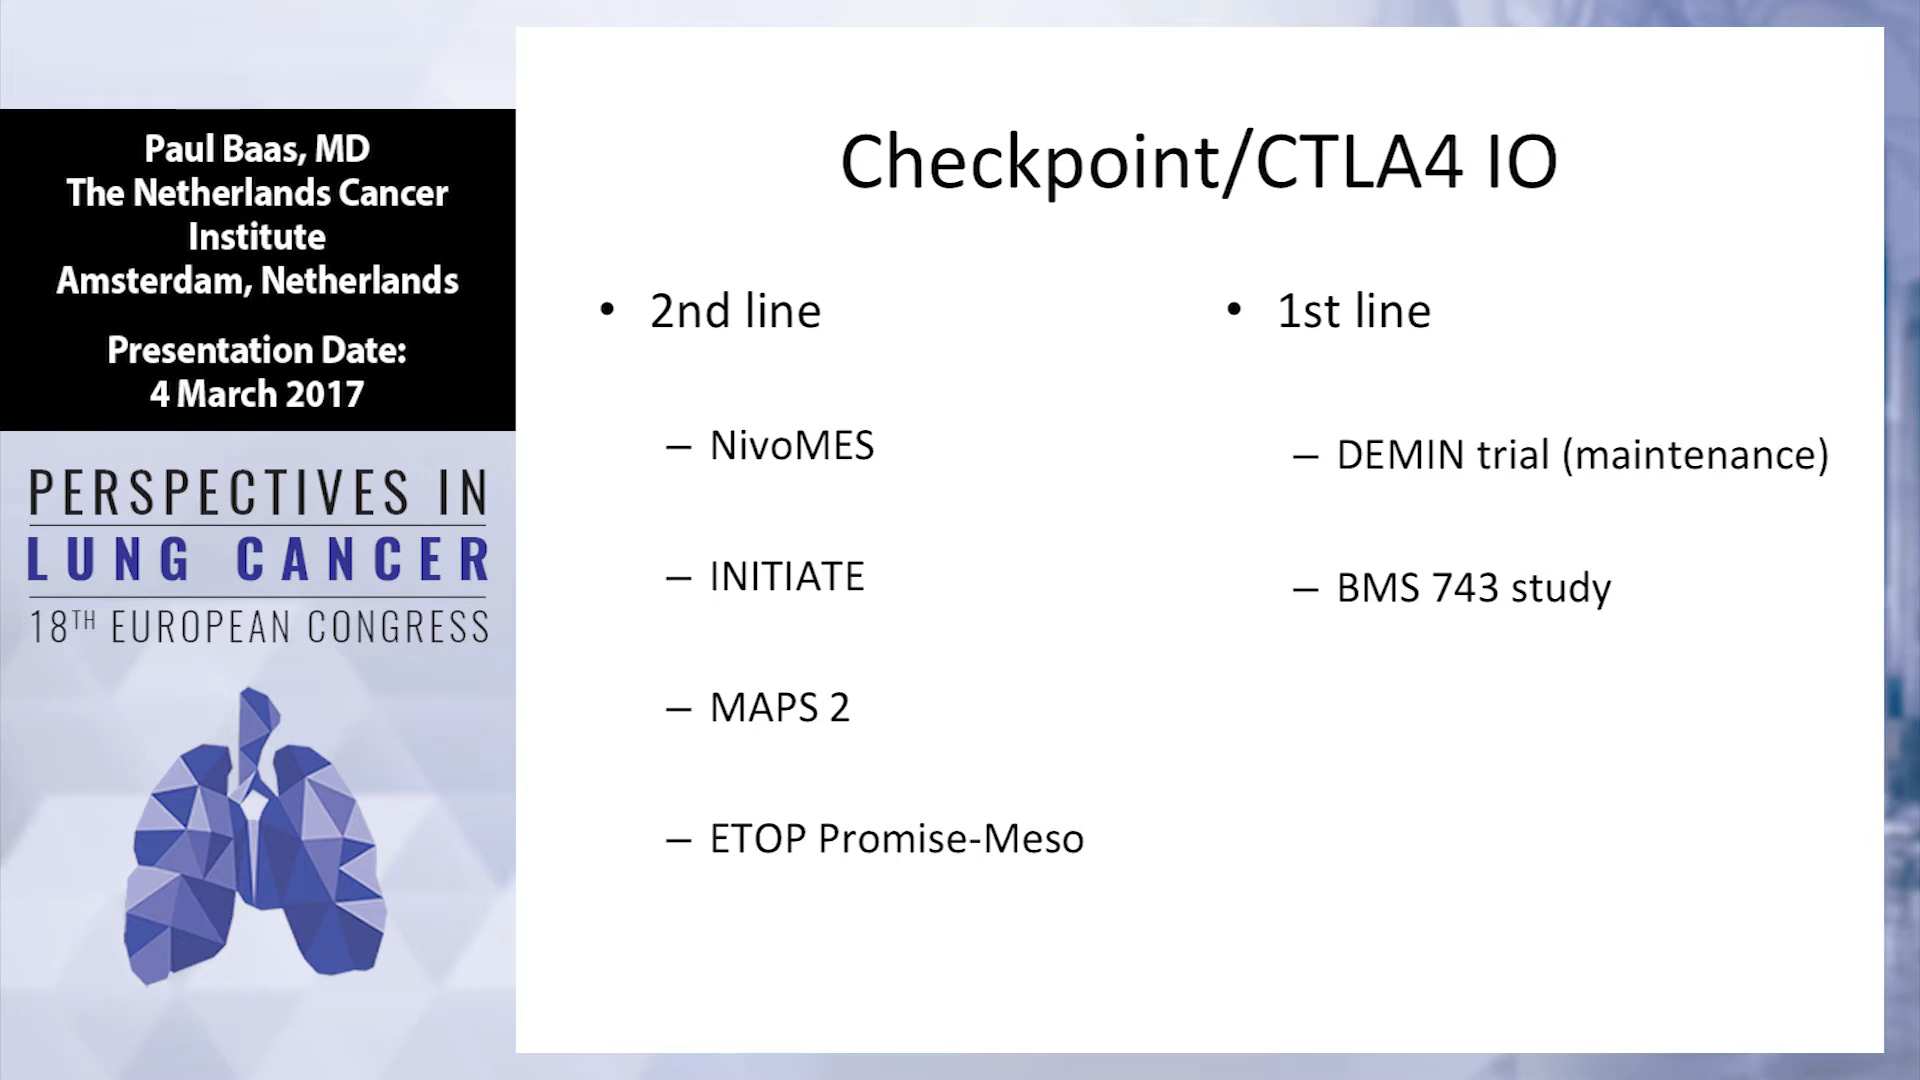 Paul Baas, MD
The Netherlands Cancer
Institute
Amsterdam, Netherlands
Presentation Date:
4 March 2017
PERSPECTIVES IN
LUNG CANCER
18TH EUROPEAN CONGRESS
Checkpoint/CTLA4 IO
• 2nd line
– NivoMES
– INITIATE
– MAPS 2
– ETOP Promise-Meso
• 1st line
– DEMIN trial (maintenance)
– BMS 743 study